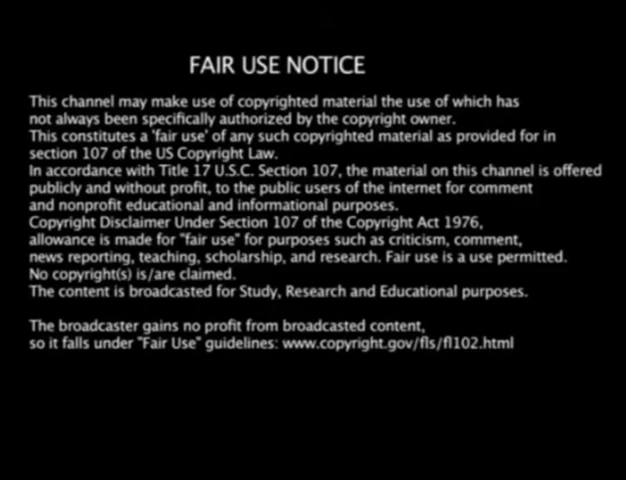 FAIR USE NOTICE
This channel may make use of copyrighted material the use of which has
not always been specifically authorized by the copyright owner.
This constitutes a 'fair use' of any such copyrighted material as provided for in
section 107 of the US Copyright Law.
In accordance with Title 17 U.S.C. Section 107, the material on this channel is offered
publicly and without profit, to the public users of the internet for comment
and nonprofit educational and informational purposes.
Copyright Disclaimer Under Section 107 of the Copyright Act 1976,
allowance is made for "fair use" for purposes such as criticism, comment,
news reporting, teaching, scholarship, and research. Fair use is a use permitted.
No copyright(s) is/are claimed.
The content is broadcasted for Study, Research and Educational purposes.
The broadcaster gains no profit from broadcasted content,
so it falls under "Fair Use" guidelines: www.copyright.gov/fls/fl102.html